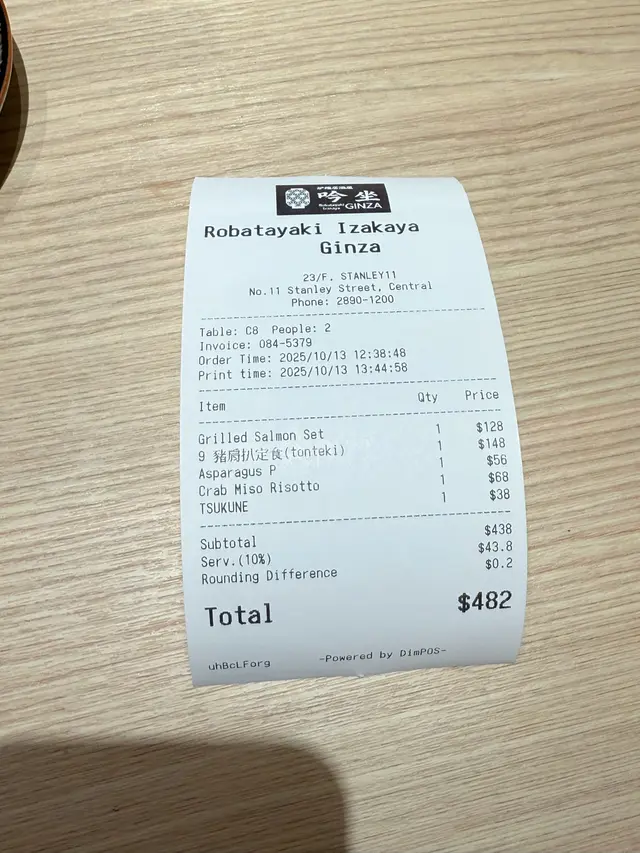 吟坐
Robatayaki
Izakaya GINZA
Robatayaki Izakaya
Ginza
23/F. STANLEY11
No.11 Stanley Street, Central
Phone: 2890-1200
Table: C8 People: 2
Invoice: 084-5379
Order Time: 2025/10/13 12:38:48
Print time: 2025/10/13 13:44:58
Item Qty Price
Grilled Salmon Set 1 $128
9 豬扃扒定食(tonteki) 1 $148
Asparagus P 1 $56
Crab Miso Risotto 1 $68
TSUKUNE 1 $38
Subtotal $438
Serv.(10%) $43.8
Rounding Difference $0.2
Total $482
uhBcLForg -Powered by DimPOS-